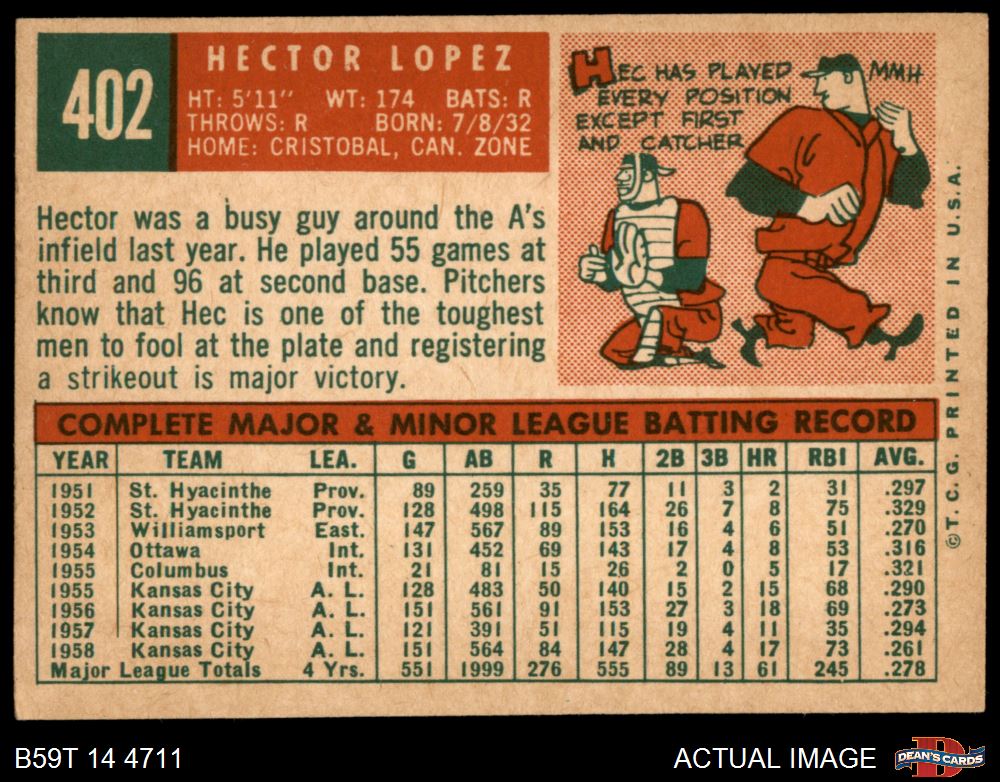 402
HECTOR LOPEZ
HT: 5'11" WT: 174 BATS: R
THROWS: R BORN: 7/8/32
HOME: CRISTOBAL, CAN. ZONE
HEC HAS PLAYED
EVERY POSITION
EXCEPT FIRST
AND CATCHER
MMH
Hector was a busy guy around the A's
infield last year. He played 55 games at
third and 96 at second base. Pitchers
know that Hec is one of the toughest
men to fool at the plate and registering
a strikeout is major victory.
COMPLETE MAJOR & MINOR LEAGUE BATTING RECORD
YEAR TEAM LEA. G AB R H 2B 3B HR RBI AVG.
1951 St. Hyacinthe Prov. 89 259 35 77 11 3 2 31 .297
1952 St. Hyacinthe Prov. 128 498 115 164 26 7 8 75 .329
1953 Williamsport East. 147 567 89 153 16 4 6 51 .270
1954 Ottawa Int. 131 452 69 143 17 4 8 53 .316
1955 Columbus Int. 21 81 15 26 2 0 5 17 .321
1955 Kansas City A. L. 128 483 50 140 15 2 15 68 .290
1956 Kansas City A. L. 151 561 91 153 27 3 18 69 .273
1957 Kansas City A. L. 121 391 51 115 19 4 11 35 .294
1958 Kansas City A. L. 151 564 84 147 28 4 17 73 .261
Major League Totals 4 Yrs. 551 1999 276 555 89 13 61 245 .278
© T. C. G. PRINTED IN U.S.A.
B59T 14 4711
ACTUAL IMAGE
D
DEAN'S CARDS